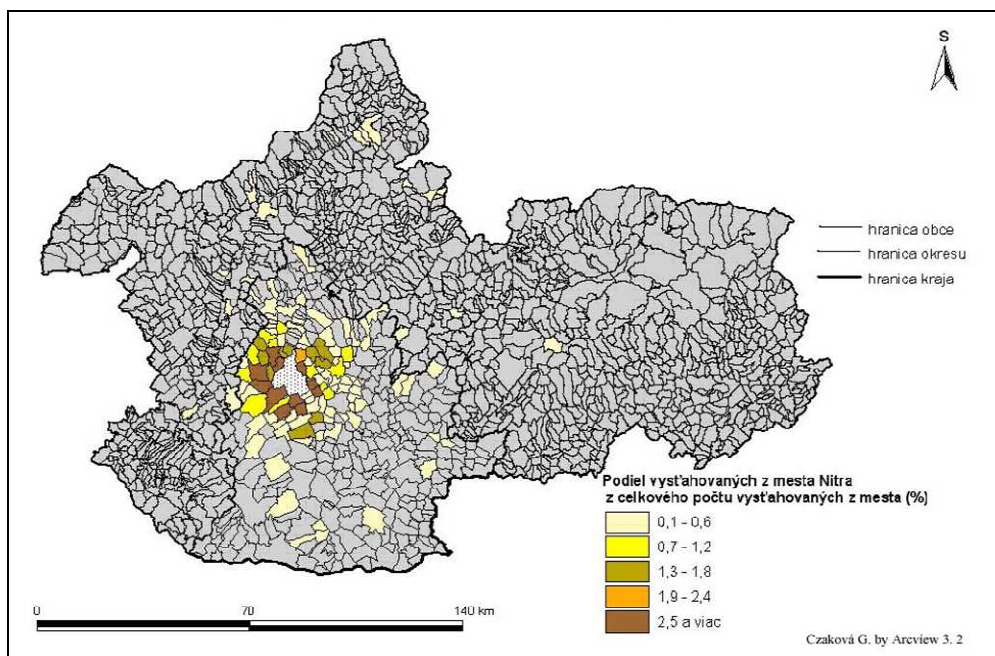 S
hranica obce
hranica okresu
hranica kraja
Podiel vysťahovaných z mesta Nitra
z celkového počtu vysťahovaných z mesta (%)
0,1 - 0,6
0,7 - 1,2
1,3 - 1,8
1,9 - 2,4
2,5 a viac
0 70 140 km
Czaková G. by Arcview 3. 2